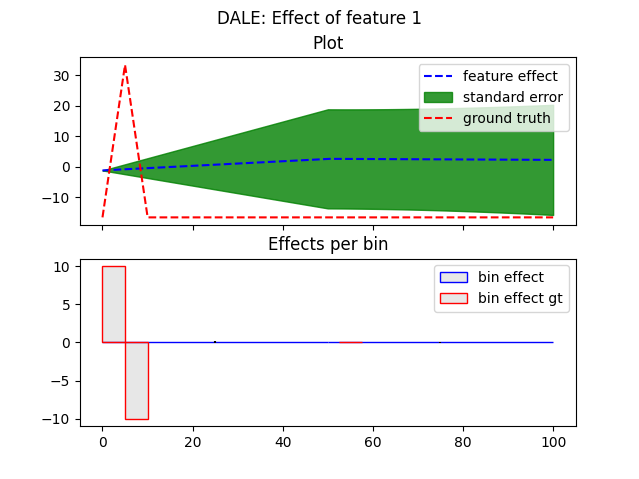 DALE: Effect of feature 1
Plot
30
20
10
0
−10
feature effect
standard error
ground truth
Effects per bin
10
5
0
−5
−10
bin effect
bin effect gt
0 20 40 60 80 100